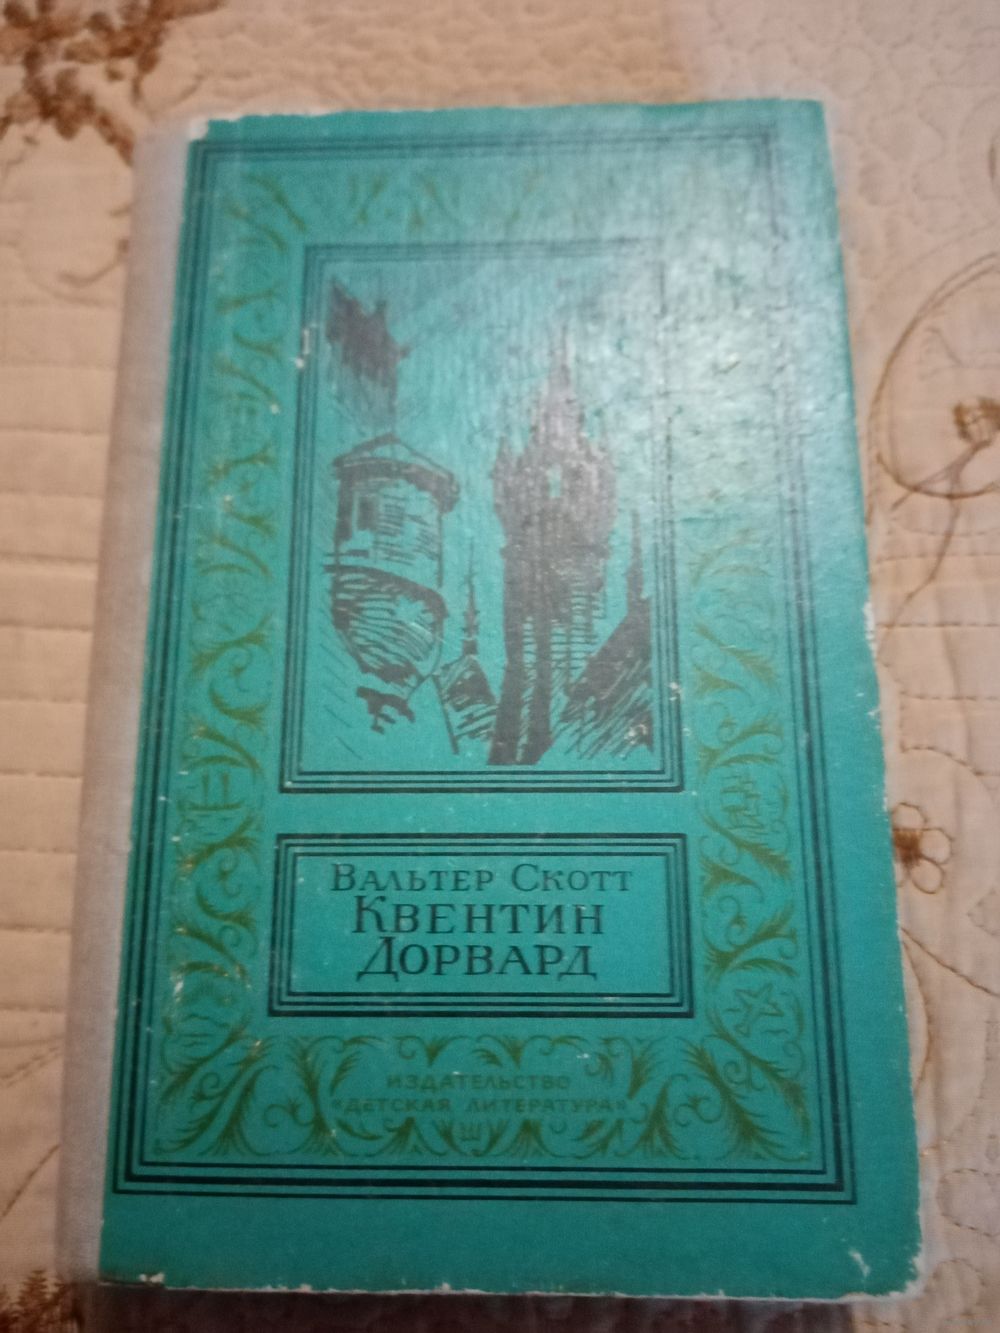 Вальтер Скотт
Квентин
Дорвард
ИЗДАТЕЛЬСТВО
«ДЕТСКАЯ ЛИТЕРАТУРА»